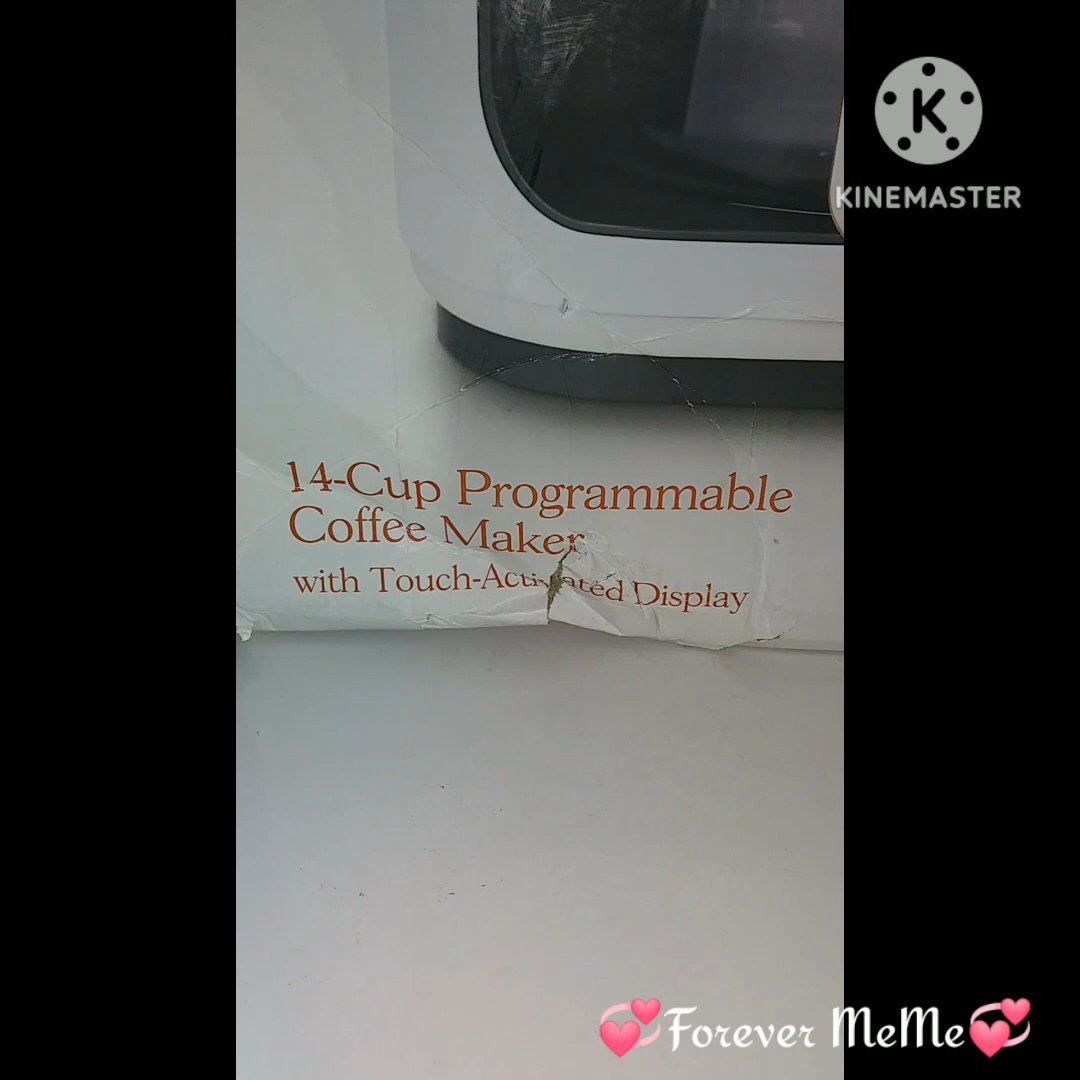 K
KINEMASTER
14-Cup Programmable
Coffee Maker
with Touch-Activated Display
💞Forever MeMe💞